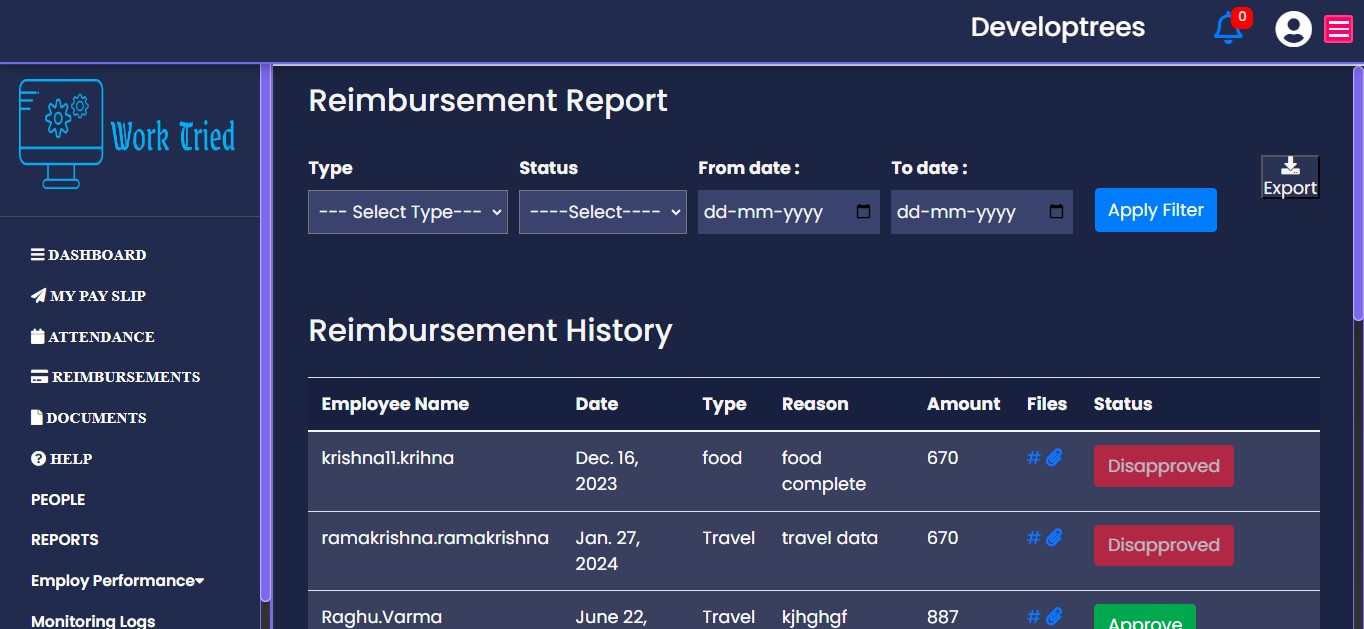 Developtrees
0
Work Tried
DASHBOARD
MY PAY SLIP
ATTENDANCE
REIMBURSEMENTS
DOCUMENTS
HELP
PEOPLE
REPORTS
Employ Performance
Monitoring Logs
Reimbursement Report
Type Status From date : To date :
--- Select Type--- ----Select---- dd-mm-yyyy dd-mm-yyyy Apply Filter Export
Reimbursement History
Employee Name Date Type Reason Amount Files Status
krishna11.krihna Dec. 16, food food 670 # Disapproved
2023 complete
ramakrishna.ramakrishna Jan. 27, Travel travel data 670 # Disapproved
2024
Raghu.Varma June 22, Travel kjhghgf 887 # Approve